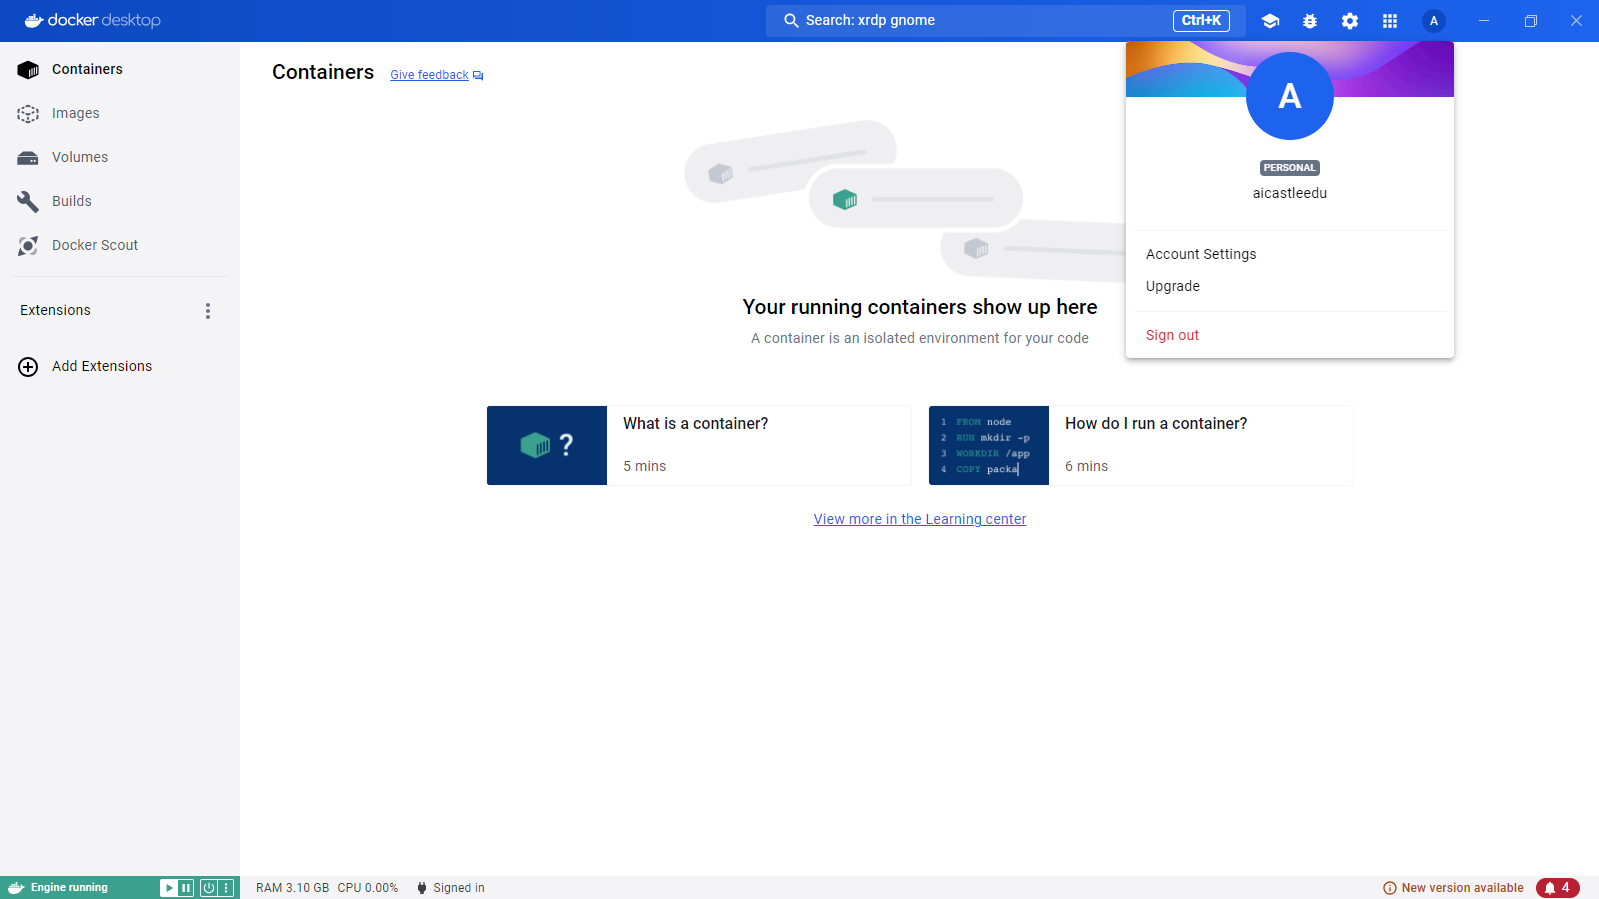 docker desktop
Search: xrdp gnome
Ctrl+K
A
Containers
Images
Volumes
Builds
Docker Scout
Extensions
Add Extensions
Containers
Give feedback
A
PERSONAL
aicastleedu
Account Settings
Upgrade
Sign out
Your running containers show up here
A container is an isolated environment for your code
?
What is a container?
5 mins
1 FROM node
2 RUN mkdir -p
3 WORKDIR /app
4 COPY packa
How do I run a container?
6 mins
View more in the Learning center
Engine running
RAM 3.10 GB CPU 0.00%
Signed in
New version available
4